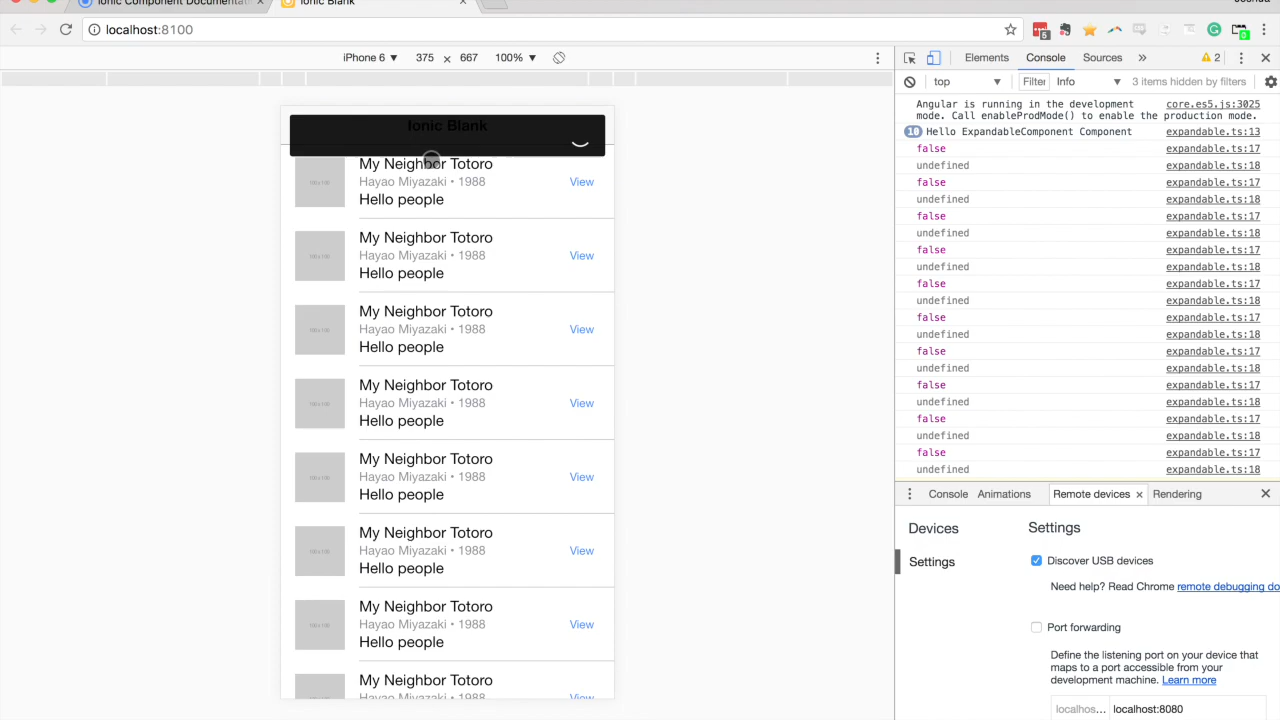 Ionic Component Documentat
Ionic Blank
Joshua
localhost:8100
5
0
iPhone 6 ▼ 375 × 667 100% ▼
Elements Console Sources » 2
top ▼ Filter Info ▼ 3 items hidden by filters
Ionic Blank
My Neighbor Totoro
Hayao Miyazaki • 1988 View
Hello people
My Neighbor Totoro
Hayao Miyazaki • 1988 View
Hello people
My Neighbor Totoro
Hayao Miyazaki • 1988 View
Hello people
My Neighbor Totoro
Hayao Miyazaki • 1988 View
Hello people
My Neighbor Totoro
Hayao Miyazaki • 1988 View
Hello people
My Neighbor Totoro
Hayao Miyazaki • 1988 View
Hello people
My Neighbor Totoro
Hayao Miyazaki • 1988 View
Hello people
My Neighbor Totoro
Hayao Miyazaki • 1988 View
Angular is running in the development core.es5.js:3025
mode. Call enableProdMode() to enable the production mode.
10 Hello ExpandableComponent Component expandable.ts:13
false expandable.ts:17
undefined expandable.ts:18
false expandable.ts:17
undefined expandable.ts:18
false expandable.ts:17
undefined expandable.ts:18
false expandable.ts:17
undefined expandable.ts:18
false expandable.ts:17
undefined expandable.ts:18
false expandable.ts:17
undefined expandable.ts:18
false expandable.ts:17
undefined expandable.ts:18
false expandable.ts:17
undefined expandable.ts:18
false expandable.ts:17
undefined expandable.ts:18
false expandable.ts:17
undefined expandable.ts:18
Console Animations Remote devices × Rendering
Devices
Settings
Settings
Discover USB devices
Need help? Read Chrome remote debugging do
Port forwarding
Define the listening port on your device that
maps to a port accessible from your
development machine. Learn more
localhos... localhost:8080